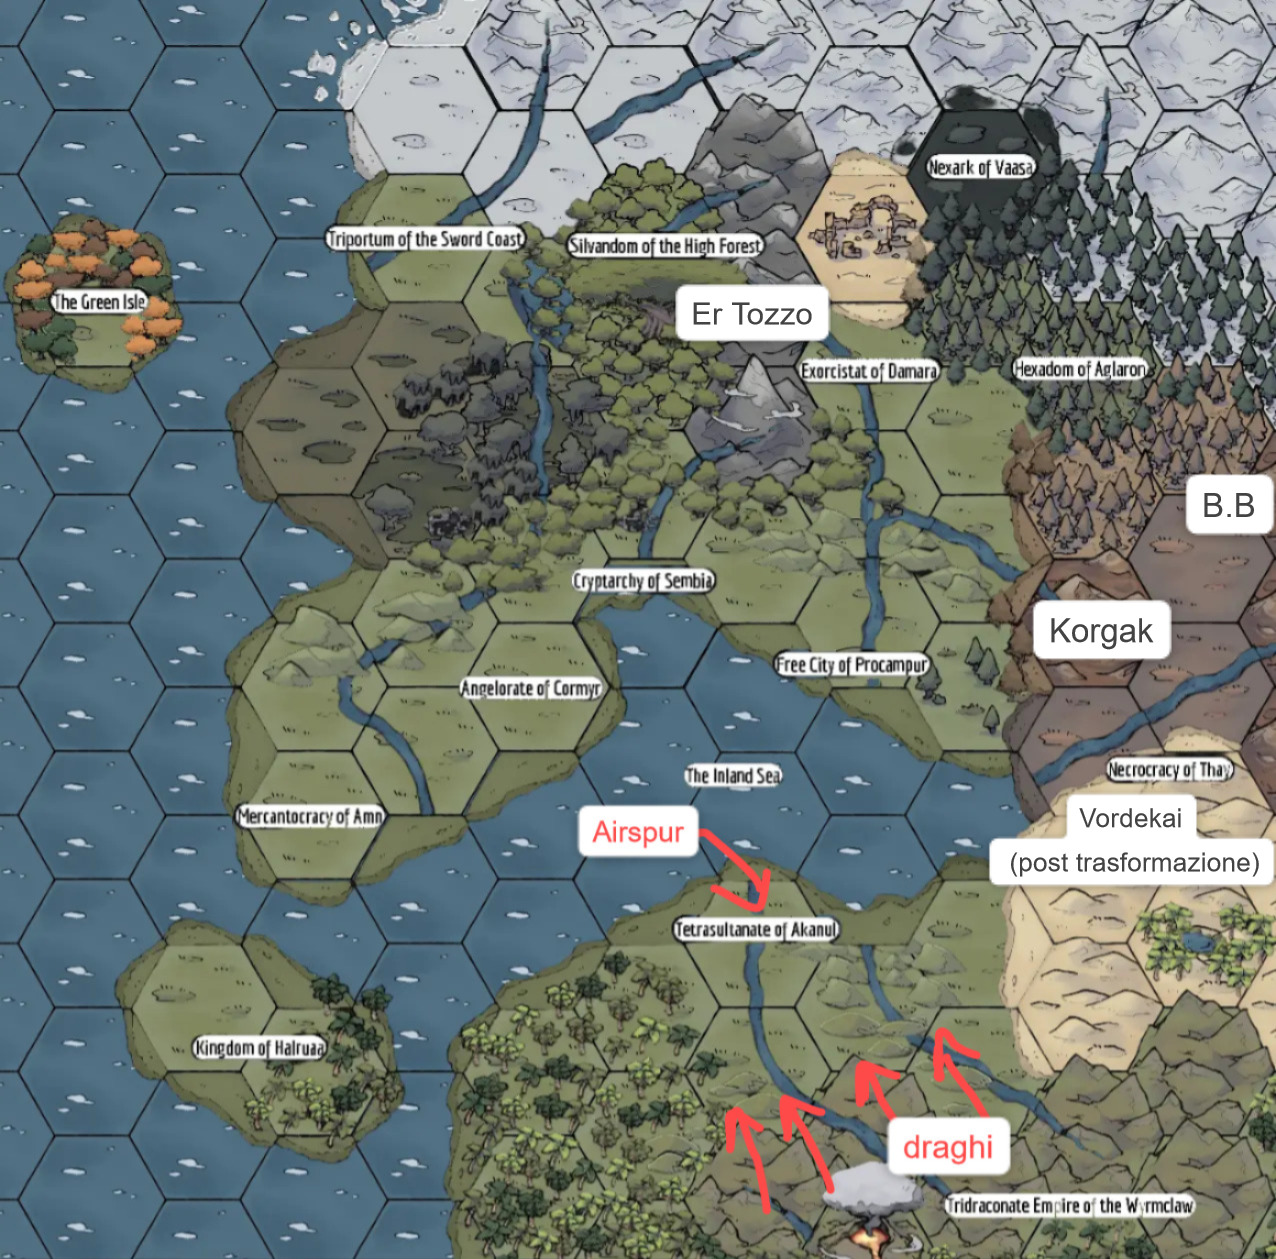 Nexark of Vaasa
Triportum of the Sword Coast
Silvandom of the High Forest
The Green Isle
Er Tozzo
Exorcistat of Damara
Hexadom of Aglaron
B.B
Cryptarchy of Sembia
Korgak
Free City of Procampur
Angelorate of Cormyr
The Inland Sea
Necrocracy of Thay
Mercantocracy of Amn
Airspur
Vordekai
(post trasformazione)
Tetrasultanate of Akanul
Kingdom of Halruaa
draghi
Tridraconate Empire of the Wyrmclaw